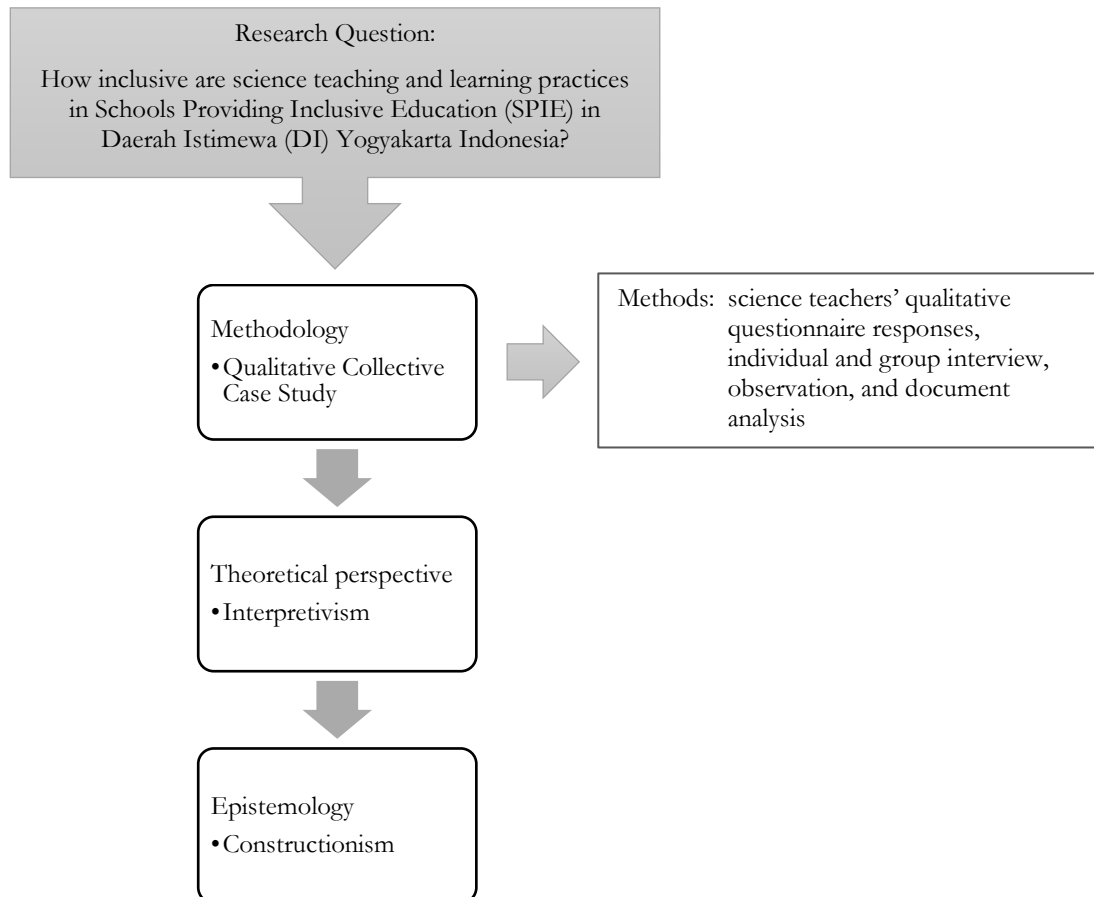 Research Question:
How inclusive are science teaching and learning practices
in Schools Providing Inclusive Education (SPIE) in
Daerah Istimewa (DI) Yogyakarta Indonesia?
Methodology
•Qualitative Collective
Case Study
Methods: science teachers’ qualitative
questionnaire responses,
individual and group interview,
observation, and document
analysis
Theoretical perspective
•Interpretivism
Epistemology
•Constructionism